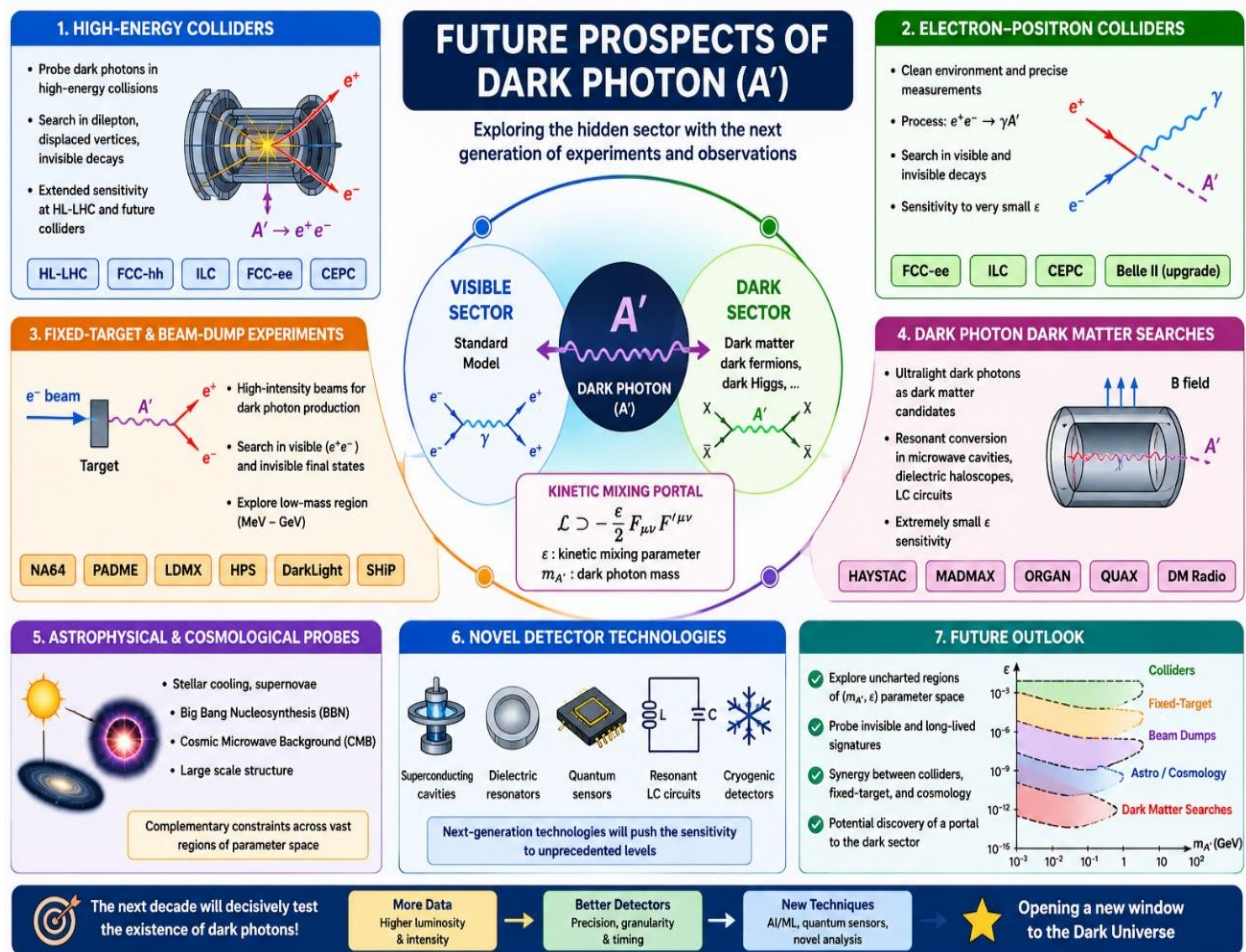 FUTURE PROSPECTS OF
DARK PHOTON (A′)
Exploring the hidden sector with the next
generation of experiments and observations
1. HIGH-ENERGY COLLIDERS
• Probe dark photons in
high-energy collisions
• Search in dilepton,
displaced vertices,
invisible decays
• Extended sensitivity
at HL-LHC and future
colliders
e⁺
e⁻
A′ → e⁺e⁻
HL-LHC
FCC-hh
ILC
FCC-ee
CEPC
2. ELECTRON–POSITRON COLLIDERS
• Clean environment and precise
measurements
• Process: e⁺e⁻ → γA′
• Search in visible and
invisible decays
• Sensitivity to very small ε
e⁺
e⁻
γ
A′
FCC-ee
ILC
CEPC
Belle II (upgrade)
VISIBLE
SECTOR
Standard
Model
e⁻
e⁺
γ
e⁻
e⁺
A′
DARK PHOTON
(A′)
DARK
SECTOR
Dark matter
dark fermions,
dark Higgs, ...
χ
A′
χ
χ̄
χ̄
KINETIC MIXING PORTAL
ℒ ⊃ − ε/2 F_μν F′^μν
ε : kinetic mixing parameter
m_A′ : dark photon mass
3. FIXED-TARGET & BEAM-DUMP EXPERIMENTS
e⁻ beam
Target
A′
e⁺
e⁻
• High-intensity beams for
dark photon production
• Search in visible (e⁺e⁻)
and invisible final states
• Explore low-mass region
(MeV – GeV)
NA64
PADME
LDMX
HPS
DarkLight
SHiP
4. DARK PHOTON DARK MATTER SEARCHES
• Ultralight dark photons
as dark matter
candidates
• Resonant conversion
in microwave cavities,
dielectric haloscopes,
LC circuits
• Extremely small ε
sensitivity
B field
A′
HAYSTAC
MADMAX
ORGAN
QUAX
DM Radio
5. ASTROPHYSICAL & COSMOLOGICAL PROBES
• Stellar cooling, supernovae
• Big Bang Nucleosynthesis (BBN)
• Cosmic Microwave Background (CMB)
• Large scale structure
Complementary constraints across vast
regions of parameter space
6. NOVEL DETECTOR TECHNOLOGIES
L
C
Superconducting
cavities
Dielectric
resonators
Quantum
sensors
Resonant
LC circuits
Cryogenic
detectors
Next-generation technologies will push the sensitivity
to unprecedented levels
7. FUTURE OUTLOOK
Explore uncharted regions
of (m_A′, ε) parameter space
Probe invisible and long-lived
signatures
Synergy between colliders,
fixed-target, and cosmology
Potential discovery of a portal
to the dark sector
ε
10⁻³
10⁻⁶
10⁻⁹
10⁻¹²
10⁻¹⁵
Colliders
Fixed-Target
Beam Dumps
Astro / Cosmology
Dark Matter Searches
10⁻³
10⁻²
10⁻¹
1
10
10²
m_A′ (GeV)
The next decade will decisively test
the existence of dark photons!
More Data
Higher luminosity
& intensity
Better Detectors
Precision, granularity
& timing
New Techniques
AI/ML, quantum sensors,
novel analysis
Opening a new window
to the Dark Universe